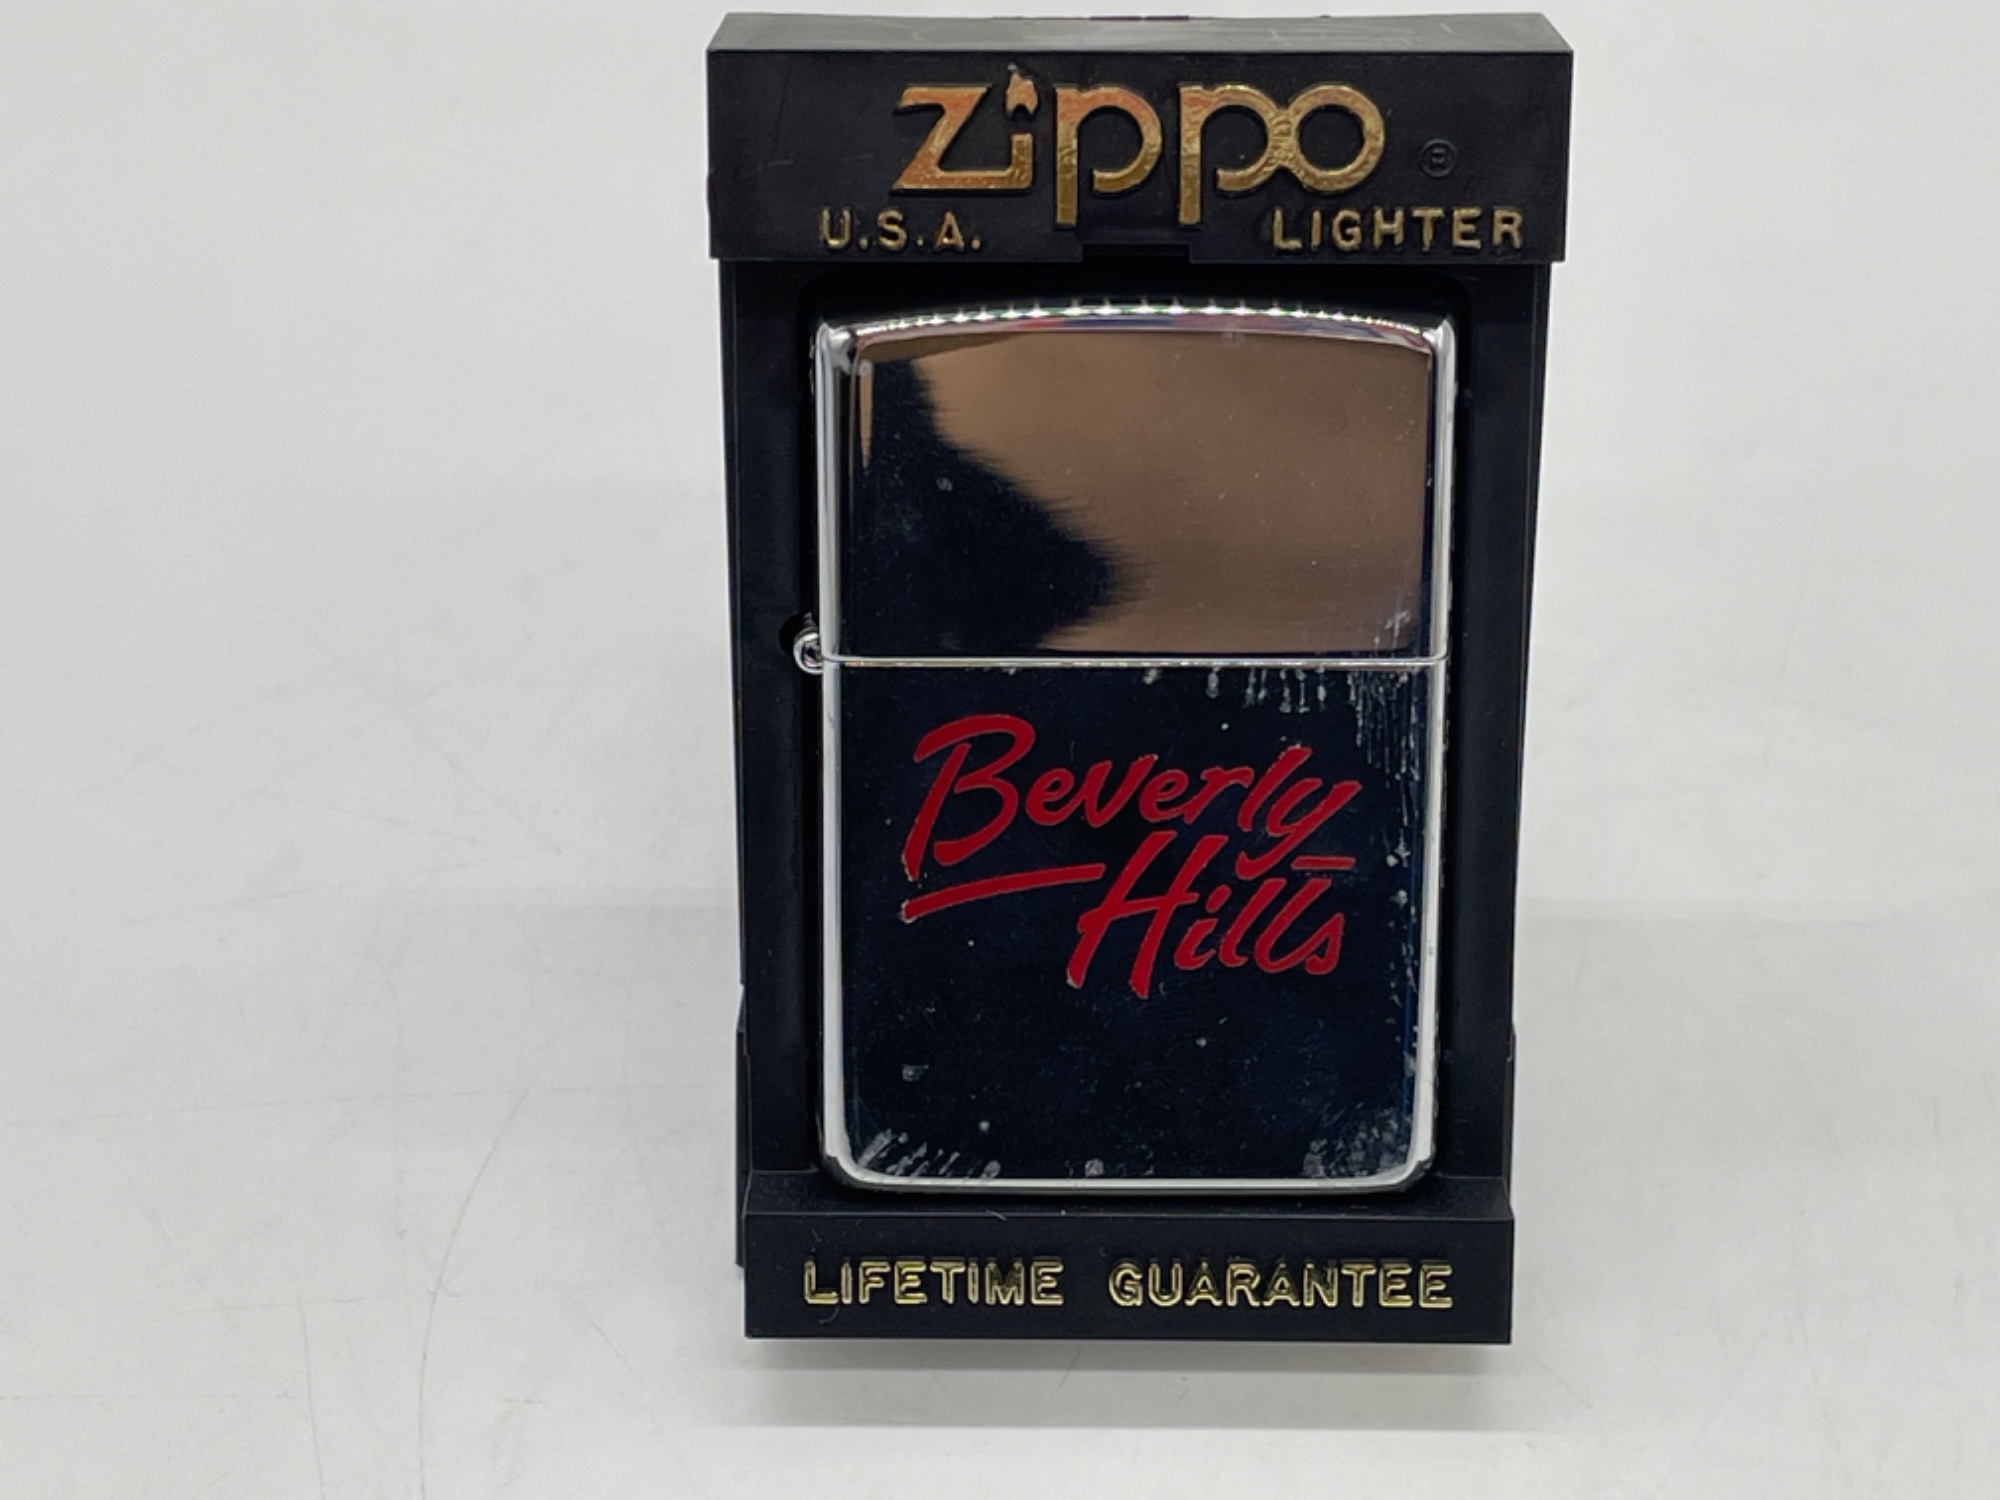 Zippo ®
U.S.A. LIGHTER
Beverly
Hills
LIFETIME GUARANTEE